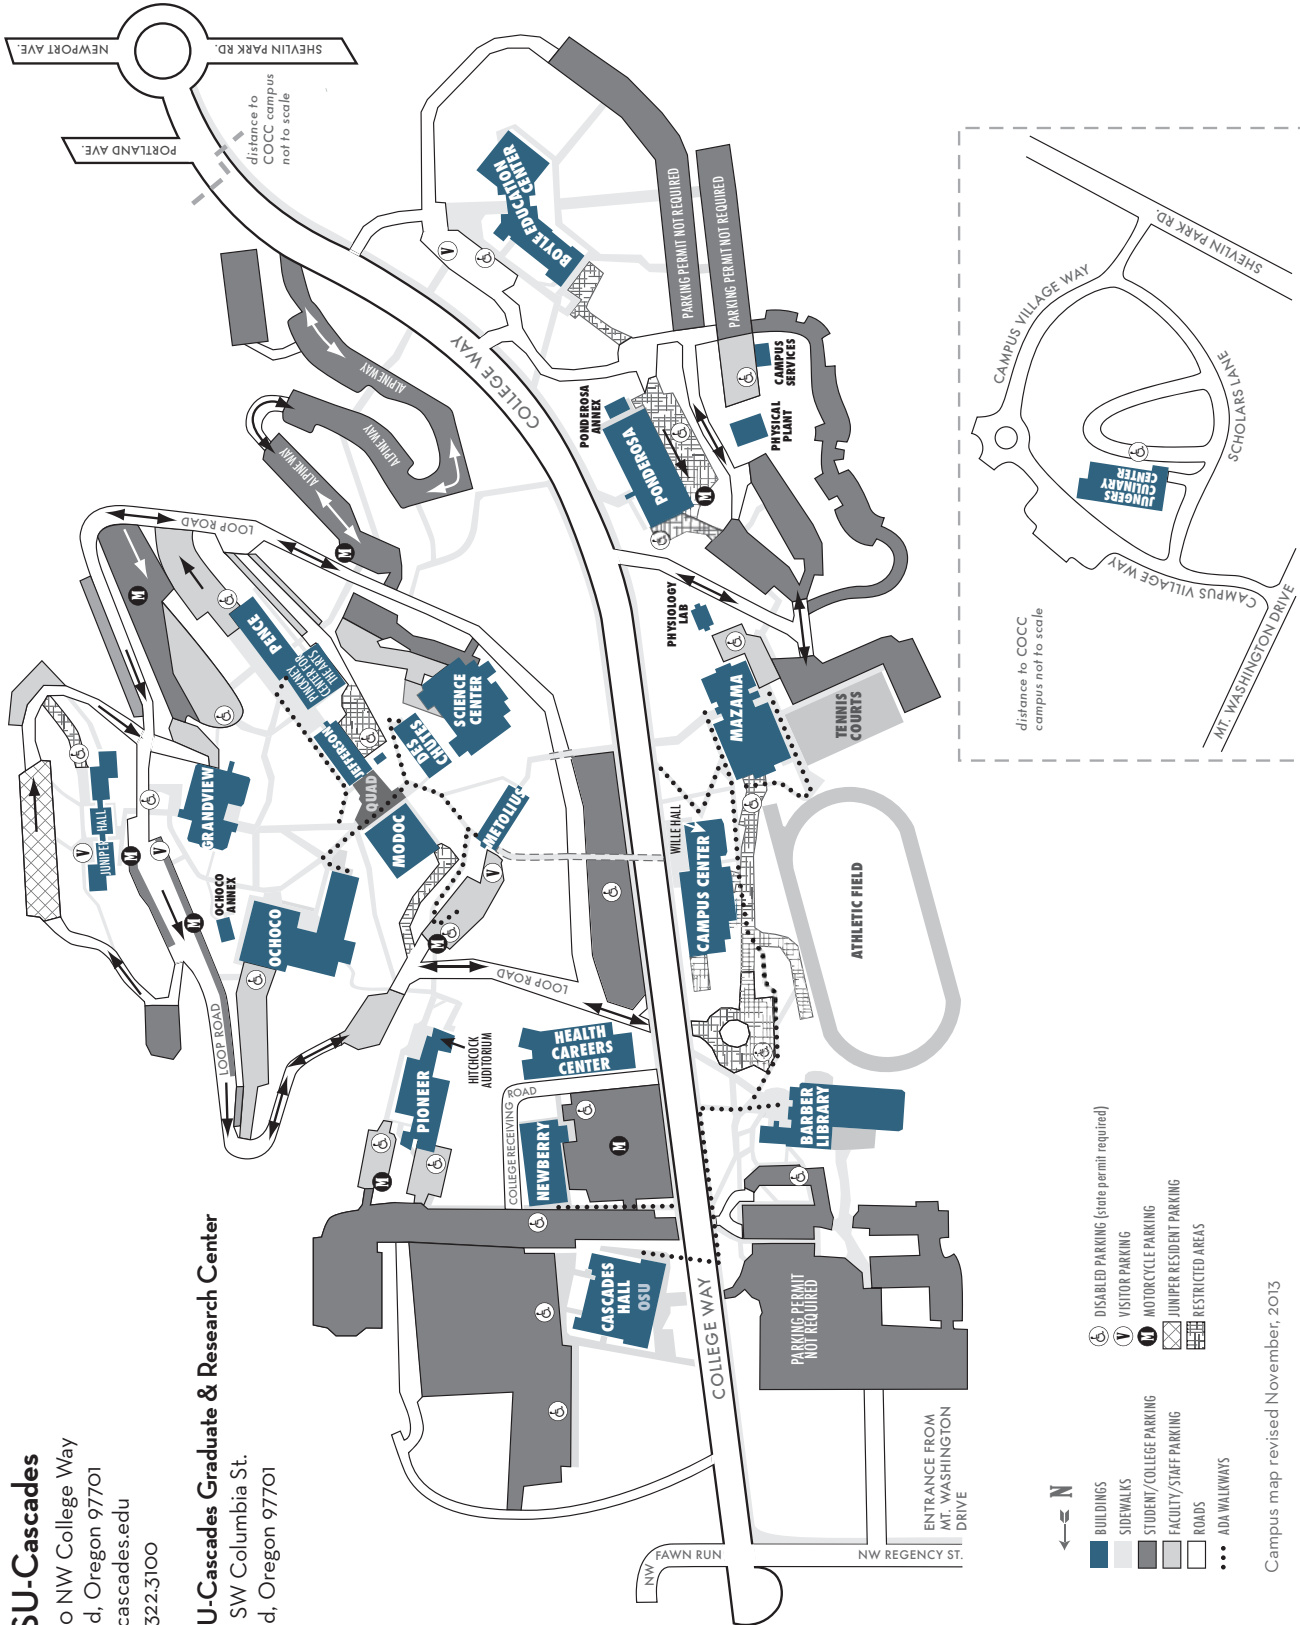 SU-Cascades
o NW College Way
d, Oregon 97701
cascades.edu
322.3100
U-Cascades Graduate & Research Center
SW Columbia St.
d, Oregon 97701
NEWPORT AVE.
SHEVLIN PARK RD.
PORTLAND AVE.
distance to
COCC campus
not to scale
COLLEGE WAY
ALPINE WAY
ALPINE WAY
ALPINE WAY
V
BOYLE EDUCATION
CENTER
PARKING PERMIT NOT REQUIRED
PARKING PERMIT NOT REQUIRED
CAMPUS
SERVICES
PHYSICAL
PLANT
PONDEROSA
ANNEX
PONDEROSA
M
PHYSIOLOGY
LAB
MAZAMA
TENNIS
COURTS
LOOP ROAD
M
M
PENCE
PINCKNEY
CENTER FOR
THE ARTS
SCIENCE
CENTER
DES
CHUTES
JEFFERSON
QUAD
MODOC
METOLIUS
V
M
GRANDVIEW
JUNIPER HALL
V
V
M
M
OCHOCO
ANNEX
OCHOCO
LOOP ROAD
LOOP ROAD
WILLE HALL
CAMPUS CENTER
ATHLETIC FIELD
HITCHCOCK
AUDITORIUM
PIONEER
M
HEALTH
CAREERS
CENTER
COLLEGE RECEIVING ROAD
NEWBERRY
M
BARBER
LIBRARY
CASCADES
HALL
OSU
COLLEGE WAY
PARKING PERMIT
NOT REQUIRED
ENTRANCE FROM
MT. WASHINGTON
DRIVE
NW FAWN RUN
NW REGENCY ST.
CAMPUS VILLAGE WAY
SHEVLIN PARK RD.
SCHOLARS LANE
JUNGERS
CULINARY
CENTER
CAMPUS VILLAGE WAY
MT. WASHINGTON DRIVE
distance to COCC
campus not to scale
N
BUILDINGS
SIDEWALKS
STUDENT/COLLEGE PARKING
FACULTY/STAFF PARKING
ROADS
ADA WALKWAYS
DISABLED PARKING (state permit required)
V VISITOR PARKING
M MOTORCYCLE PARKING
JUNIPER RESIDENT PARKING
RESTRICTED AREAS
Campus map revised November, 2013